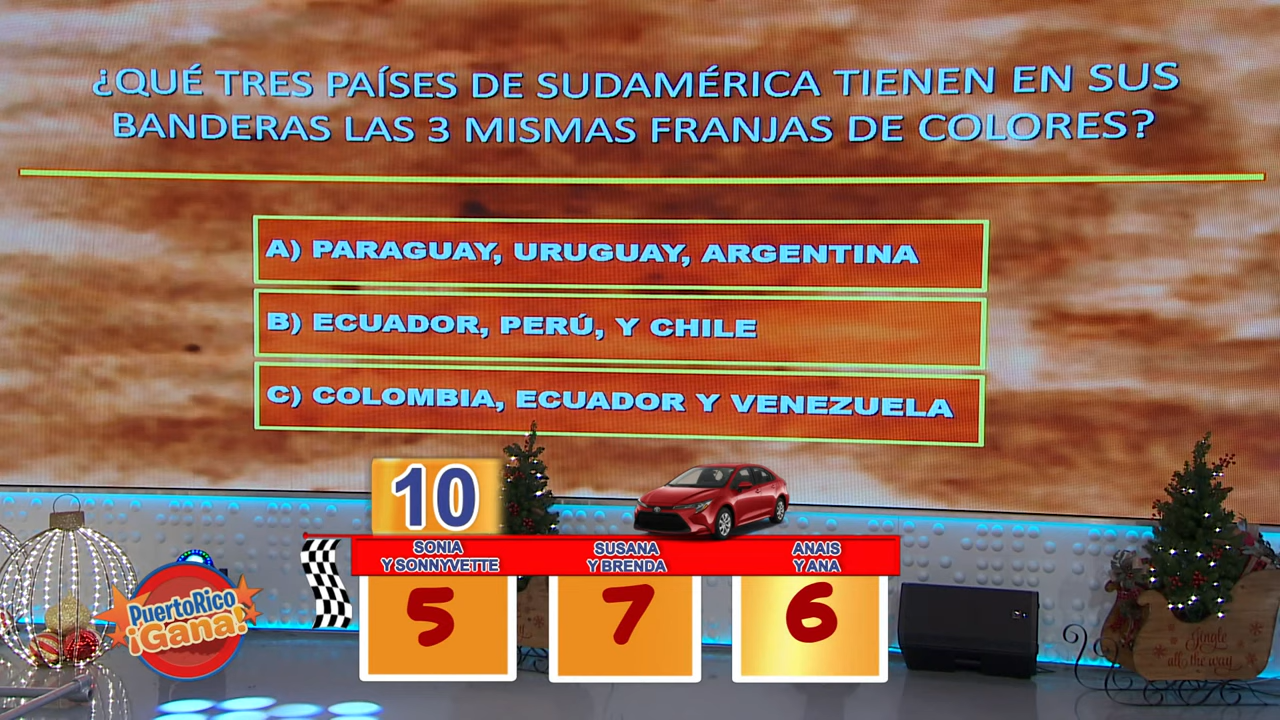 ¿QUÉ TRES PAÍSES DE SUDAMÉRICA TIENEN EN SUS
BANDERAS LAS 3 MISMAS FRANJAS DE COLORES?
A) PARAGUAY, URUGUAY, ARGENTINA
B) ECUADOR, PERÚ, Y CHILE
C) COLOMBIA, ECUADOR Y VENEZUELA
10
SONIA
Y SONNYVETTE
SUSANA
Y BRENDA
ANAIS
Y ANA
5
7
6
PuertoRico
¡Gana!
jingle
all the way